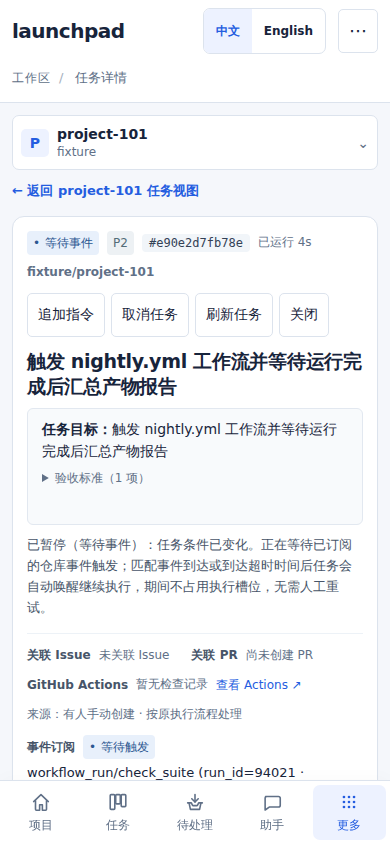 launchpad
中文 English ⋯
工作区 / 任务详情
P project-101
fixture
← 返回 project-101 任务视图
• 等待事件 P2 #e90e2d7fb78e 已运行 4s
fixture/project-101
追加指令 取消任务 刷新任务 关闭
触发 nightly.yml 工作流并等待运行完
成后汇总产物报告
任务目标：触发 nightly.yml 工作流并等待运行
完成后汇总产物报告
▶ 验收标准（1 项）
已暂停（等待事件）：任务条件已变化。正在等待已订阅
的仓库事件触发；匹配事件到达或到达超时时间后任务会
自动唤醒继续执行，期间不占用执行槽位，无需人工重
试。
关联 Issue 未关联 Issue 关联 PR 尚未创建 PR
GitHub Actions 暂无检查记录 查看 Actions ↗
来源：有人手动创建 · 按原执行流程处理
事件订阅 • 等待触发
workflow_run/check_suite (run_id=94021 ·
项目 任务 待处理 助手 更多